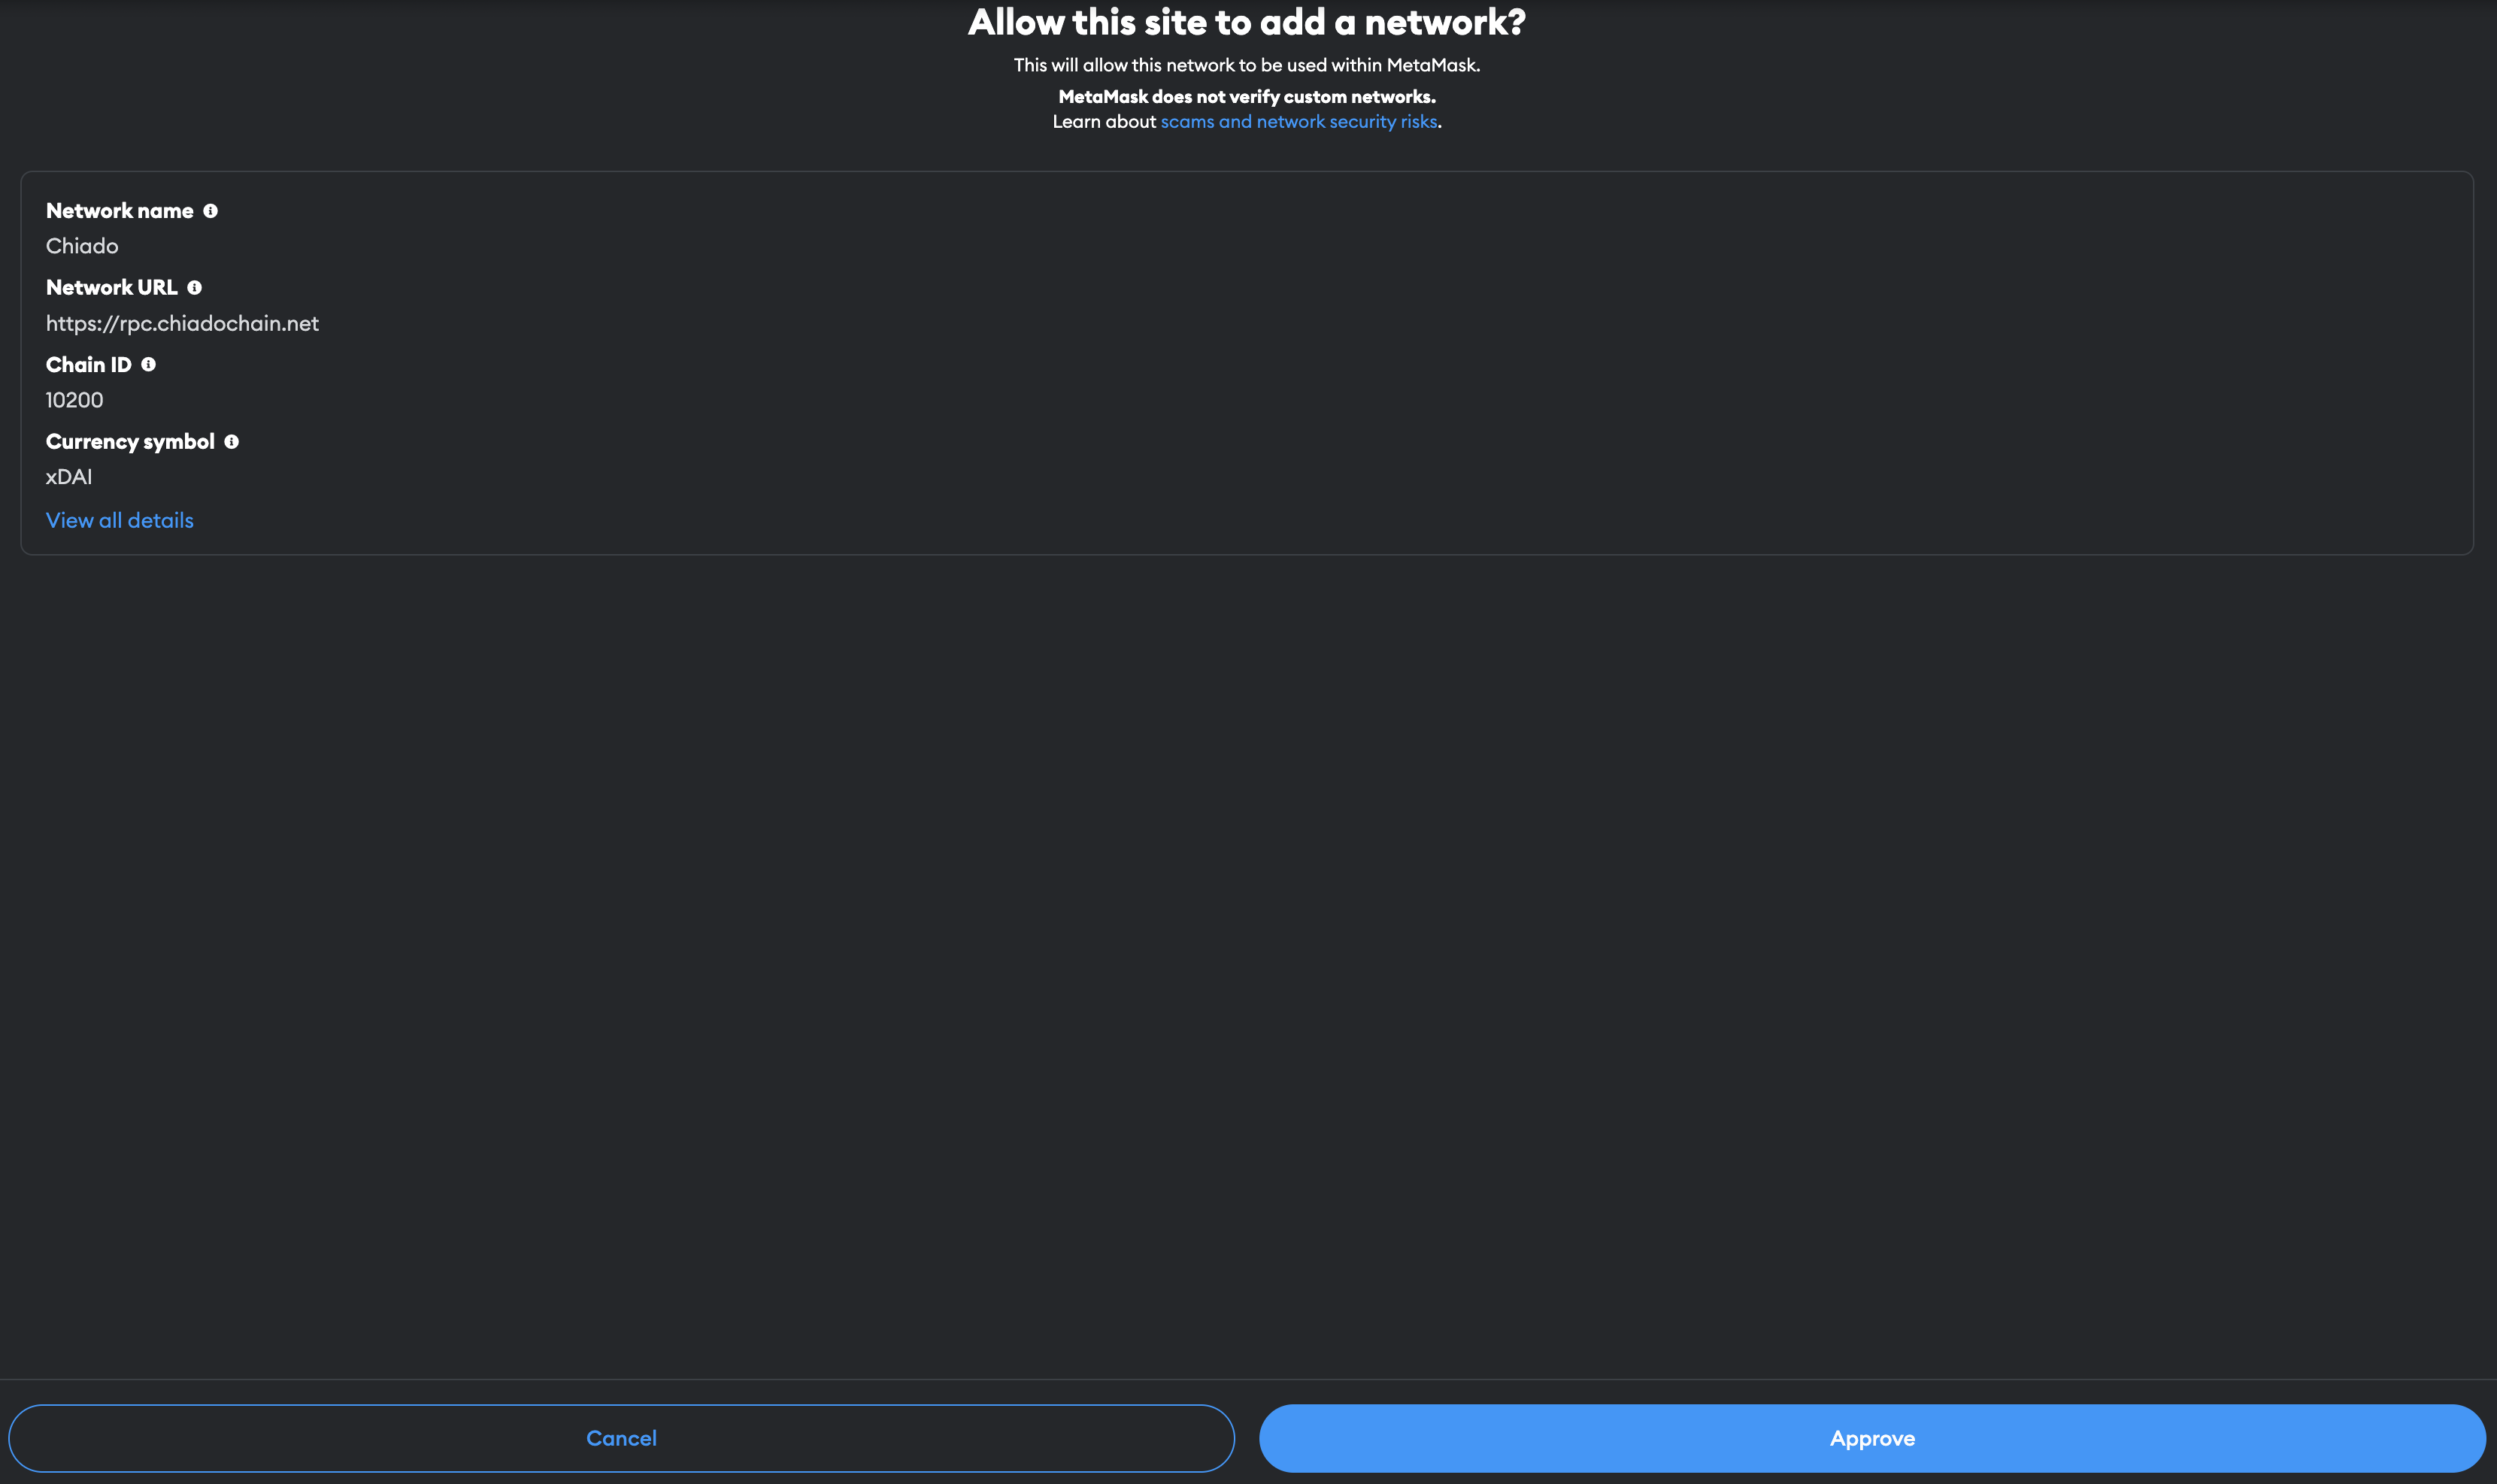 Allow this site to add a network?
This will allow this network to be used within MetaMask.
MetaMask does not verify custom networks.
Learn about scams and network security risks.
Network name
Chiado
Network URL
https://rpc.chiadochain.net
Chain ID
10200
Currency symbol
xDAI
View all details
Cancel
Approve